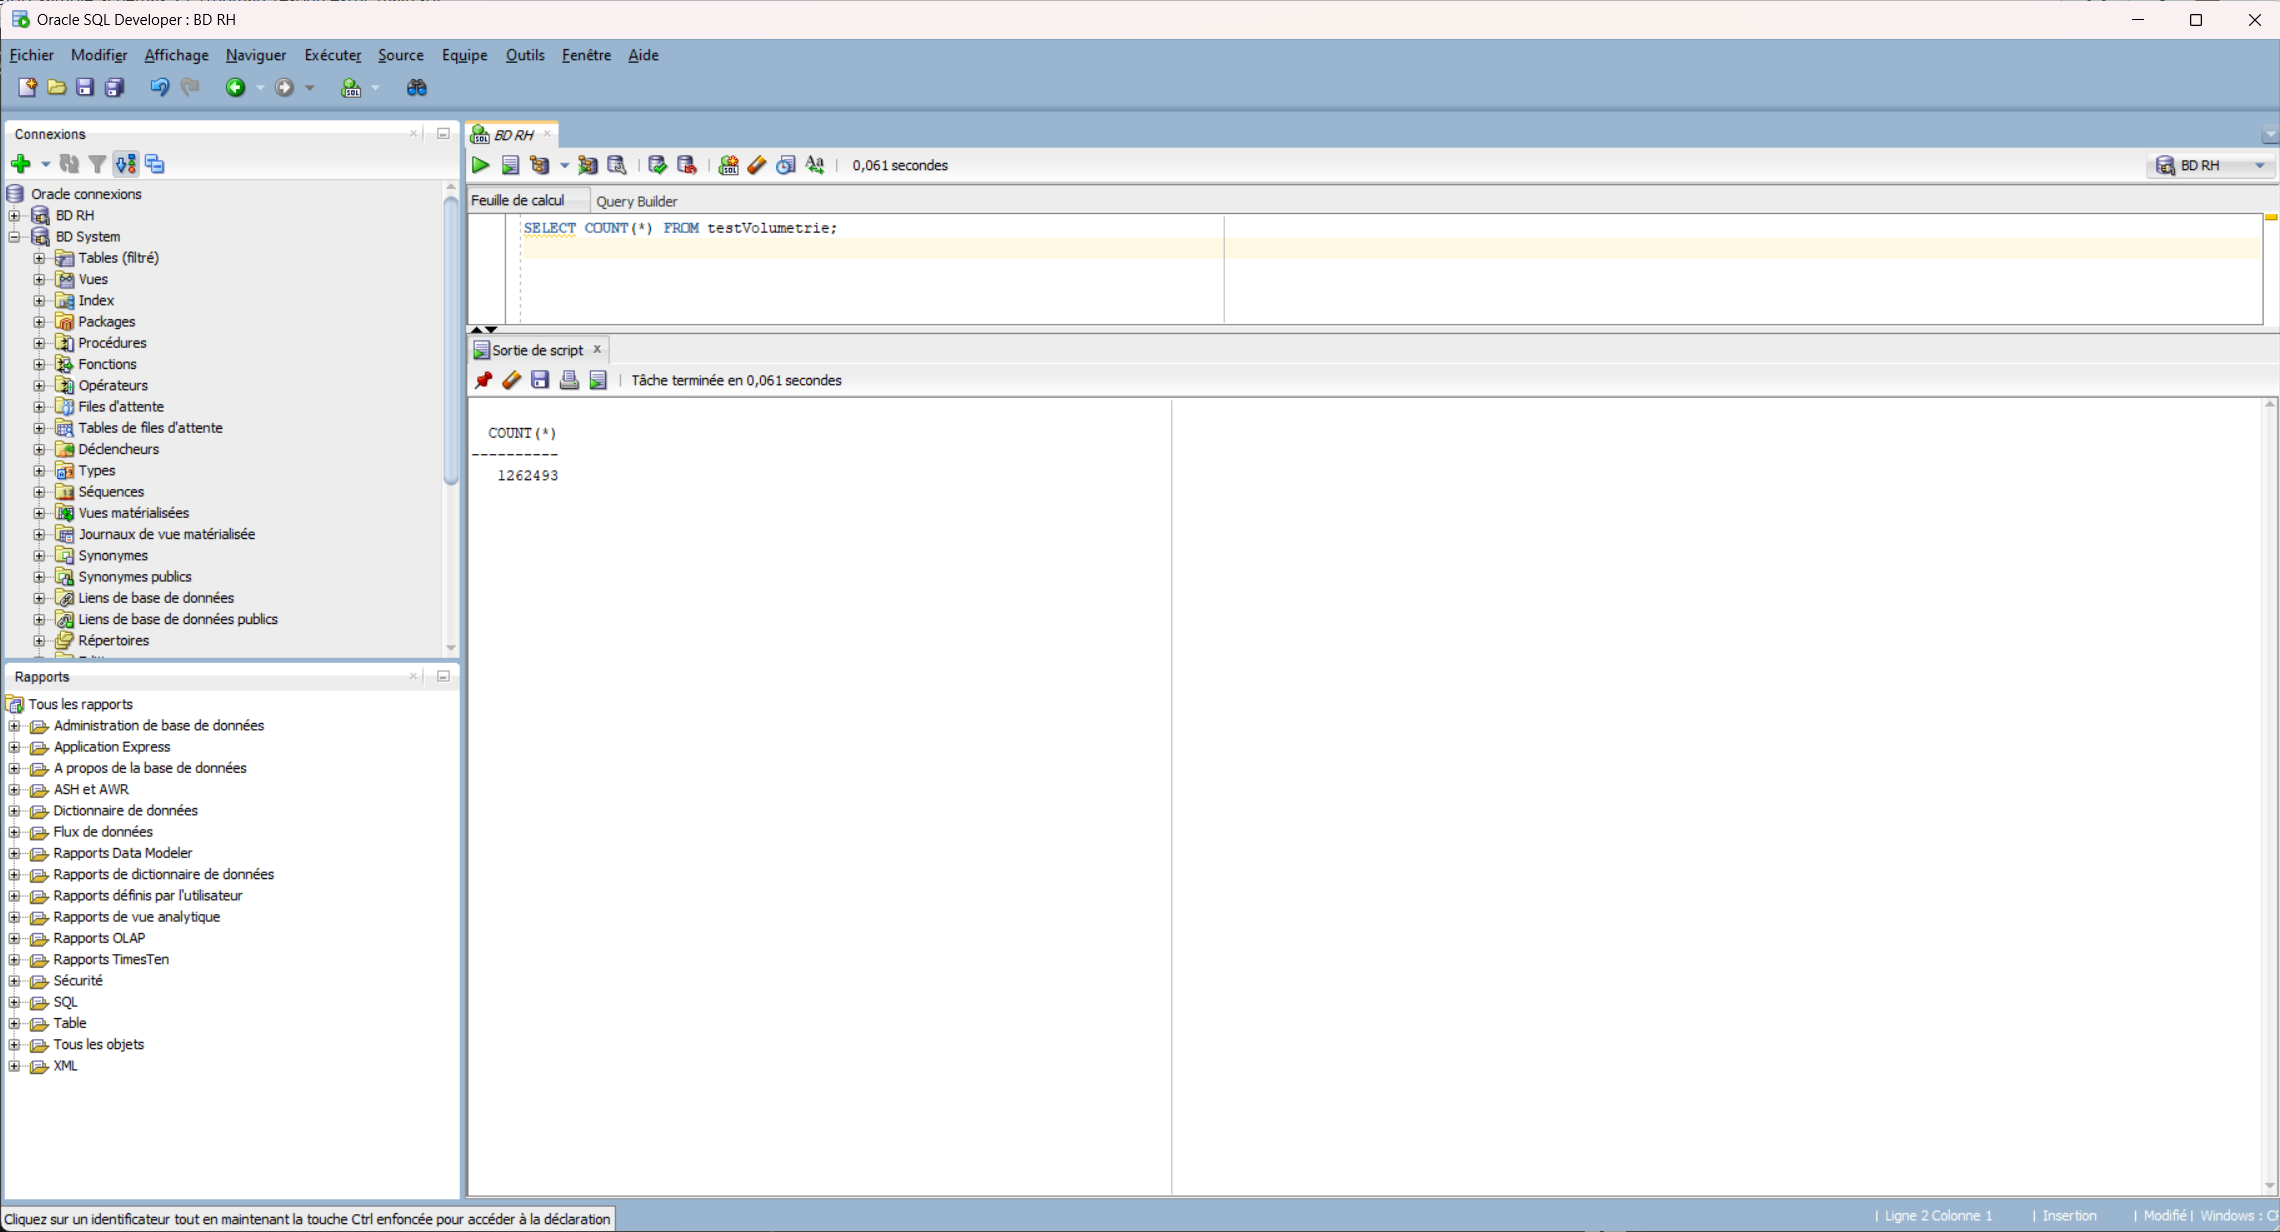 Oracle SQL Developer : BD RH
Fichier Modifier Affichage Naviguer Exécuter Source Equipe Outils Fenêtre Aide
Connexions
Oracle connexions
BD RH
BD System
Tables (filtré)
Vues
Index
Packages
Procédures
Fonctions
Opérateurs
Files d'attente
Tables de files d'attente
Déclencheurs
Types
Séquences
Vues matérialisées
Journaux de vue matérialisée
Synonymes
Synonymes publics
Liens de base de données
Liens de base de données publics
Répertoires
Rapports
Tous les rapports
Administration de base de données
Application Express
A propos de la base de données
ASH et AWR
Dictionnaire de données
Flux de données
Rapports Data Modeler
Rapports de dictionnaire de données
Rapports définis par l'utilisateur
Rapports de vue analytique
Rapports OLAP
Rapports TimesTen
Sécurité
SQL
Table
Tous les objets
XML
BD RH
0,061 secondes
BD RH
Feuille de calcul Query Builder
SELECT COUNT(*) FROM testVolumetrie;
Sortie de script
Tâche terminée en 0,061 secondes
COUNT(*)
----------
1262493
Cliquez sur un identificateur tout en maintenant la touche Ctrl enfoncée pour accéder à la déclaration
| Ligne 2 Colonne 1 | Insertion | Modifié | Windows :